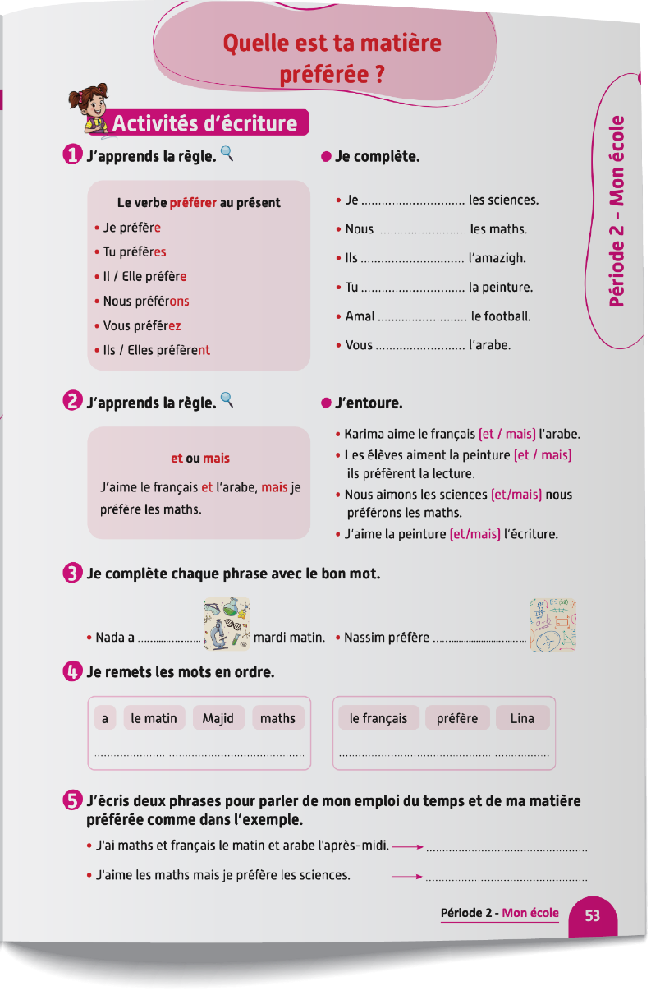 Quelle est ta matière
préférée ?
Activités d'écriture
1 J'apprends la règle.
Le verbe préférer au présent
• Je préfère
• Tu préfères
• Il / Elle préfère
• Nous préférons
• Vous préférez
• Ils / Elles préfèrent
• Je complète.
• Je .............................. les sciences.
• Nous .......................... les maths.
• Ils .............................. l'amazigh.
• Tu .............................. la peinture.
• Amal .......................... le football.
• Vous .......................... l'arabe.
2 J'apprends la règle.
et ou mais
J'aime le français et l'arabe, mais je
préfère les maths.
• J'entoure.
• Karima aime le français (et / mais) l'arabe.
• Les élèves aiment la peinture (et / mais)
ils préfèrent la lecture.
• Nous aimons les sciences (et/mais) nous
préférons les maths.
• J'aime la peinture (et/mais) l'écriture.
3 Je complète chaque phrase avec le bon mot.
• Nada a .................... mardi matin. • Nassim préfère ..............................
4 Je remets les mots en ordre.
a le matin Majid maths
le français préfère Lina
5 J'écris deux phrases pour parler de mon emploi du temps et de ma matière
préférée comme dans l'exemple.
• J'ai maths et français le matin et arabe l'après-midi. ..............................
• J'aime les maths mais je préfère les sciences. ..............................
Période 2 - Mon école 53
Période 2 - Mon école